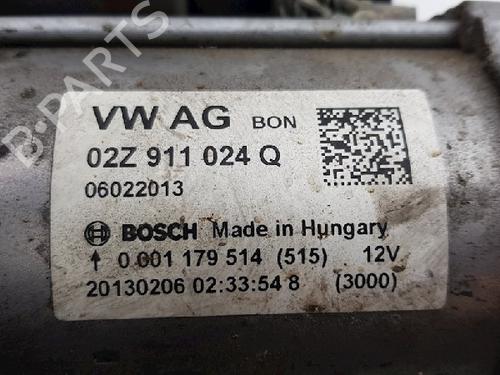 VW AG BON
02Z 911 024 Q
06022013
BOSCH Made in Hungary
↑ 0 001 179 514 (515) 12V
20130206 02:33:54 8 (3000)
B-PARTS